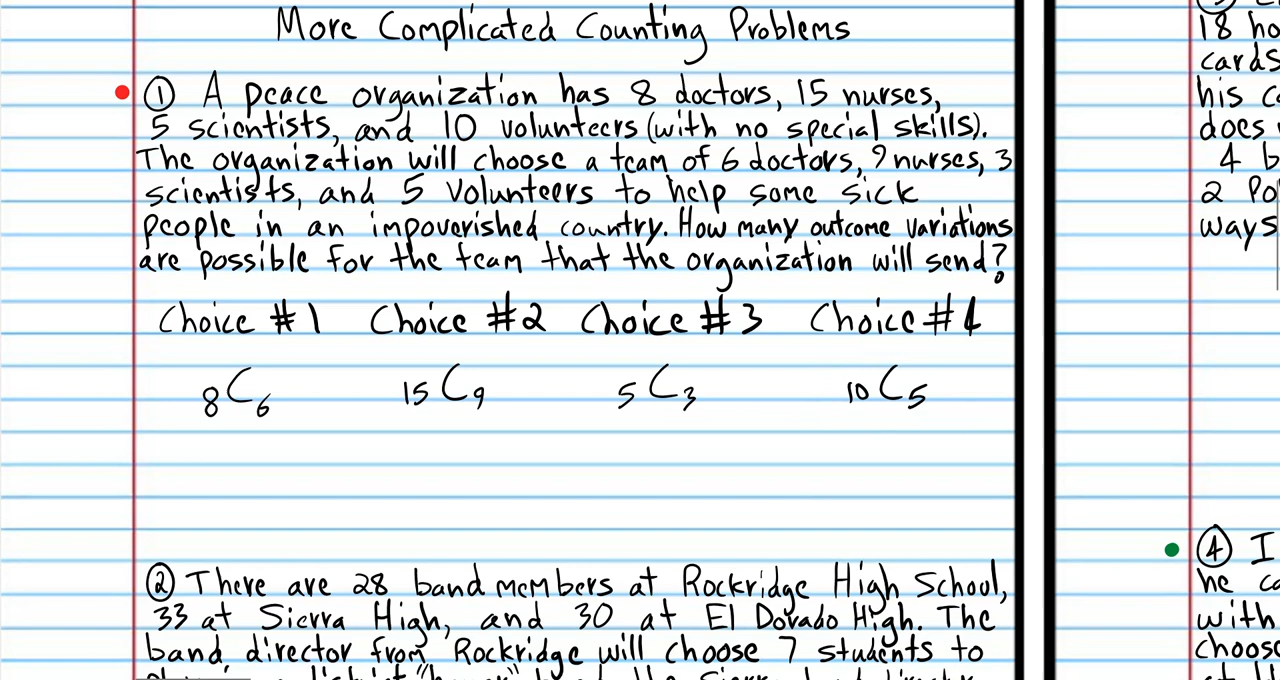 More Complicated Counting Problems
① A peace organization has 8 doctors, 15 nurses,
5 scientists, and 10 volunteers (with no special skills).
The organization will choose a team of 6 doctors, 9 nurses, 3
scientists, and 5 volunteers to help some sick
people in an impoverished country. How many outcome variations
are possible for the team that the organization will send?
Choice #1 Choice #2 Choice #3 Choice #4
8C6 15C9 5C3 10C5
② There are 28 band members at Rockridge High School,
33 at Sierra High, and 30 at El Dorado High. The
band director from Rockridge will choose 7 students to
18
cards
his
does
4
2
ways
④ I
he
with
choose